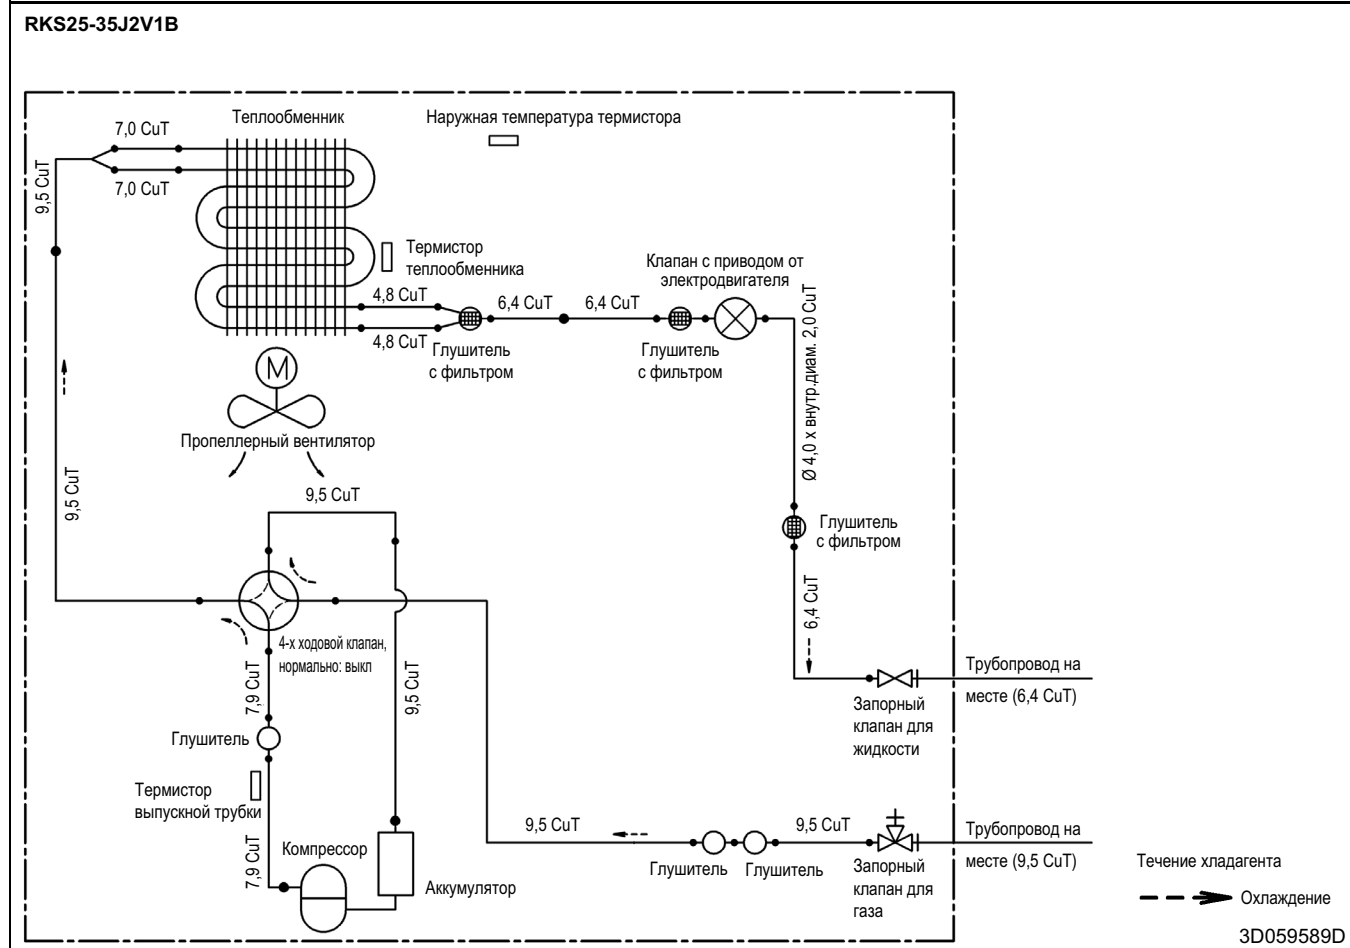 RKS25-35J2V1B
7,0 CuT
Теплообменник
Наружная температура термистора
9,5 CuT
7,0 CuT
Термистор
теплообменника
Клапан с приводом от
электродвигателя
4,8 CuT
6,4 CuT
6,4 CuT
4,8 CuT
Глушитель
с фильтром
Глушитель
с фильтром
Ø 4,0 x внутр.диам. 2,0 CuT
M
Пропеллерный вентилятор
9,5 CuT
9,5 CuT
Глушитель
с фильтром
6,4 CuT
4-х ходовой клапан,
нормально: выкл
7,9 CuT
9,5 CuT
Трубопровод на
месте (6,4 CuT)
Запорный
клапан для
жидкости
Глушитель
Термистор
выпускной трубки
7,9 CuT
Компрессор
Аккумулятор
9,5 CuT
9,5 CuT
Глушитель
Глушитель
Запорный
клапан для
газа
Трубопровод на
месте (9,5 CuT)
Течение хладагента
Охлаждение
3D059589D